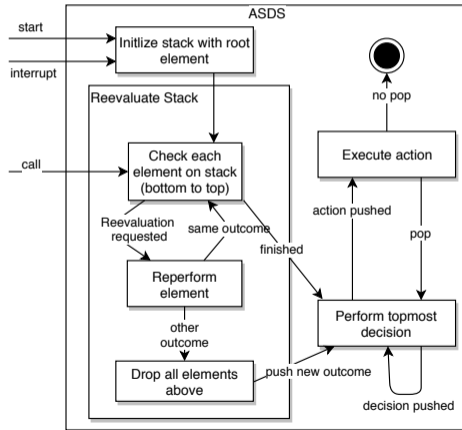 ASDS
start
Initlize stack with root
element
interrupt
no pop
Reevaluate Stack
call
Check each
element on stack
(bottom to top)
Execute action
Reevaluation
requested
same outcome
action pushed
pop
finished
Reperform
element
Perform topmost
decision
other
outcome
Drop all elements
above
push new outcome
decision pushed